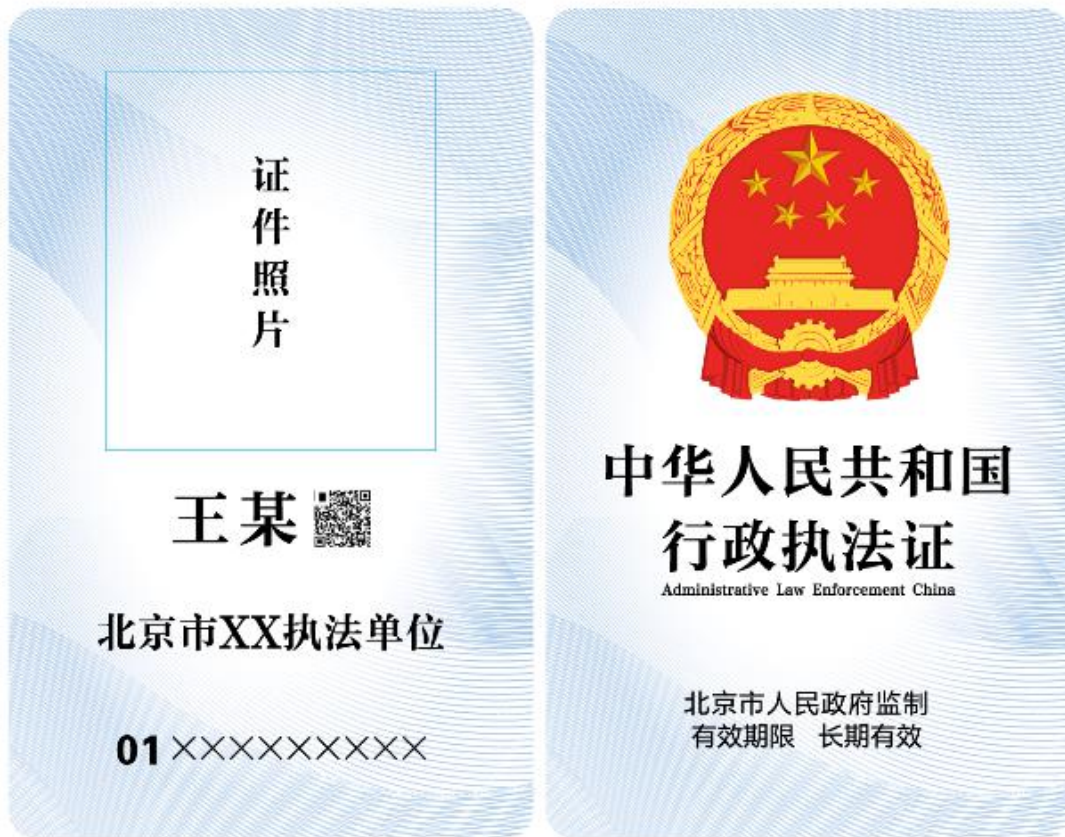 证件照片
王某
北京市XX执法单位
01×××××××××
中华人民共和国
行政执法证
Administrative Law Enforcement China
北京市人民政府监制
有效期限 长期有效